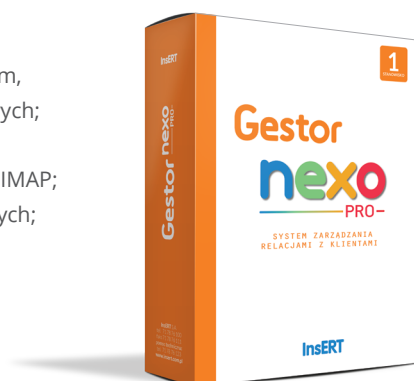 m,
ych;
IMAP;
ych;
InsERT
Gestor nexo
PRO
1
Gestor
nexo
PRO
SYSTEM ZARZĄDZANIA
RELACJAMI Z KLIENTAMI
InsERT